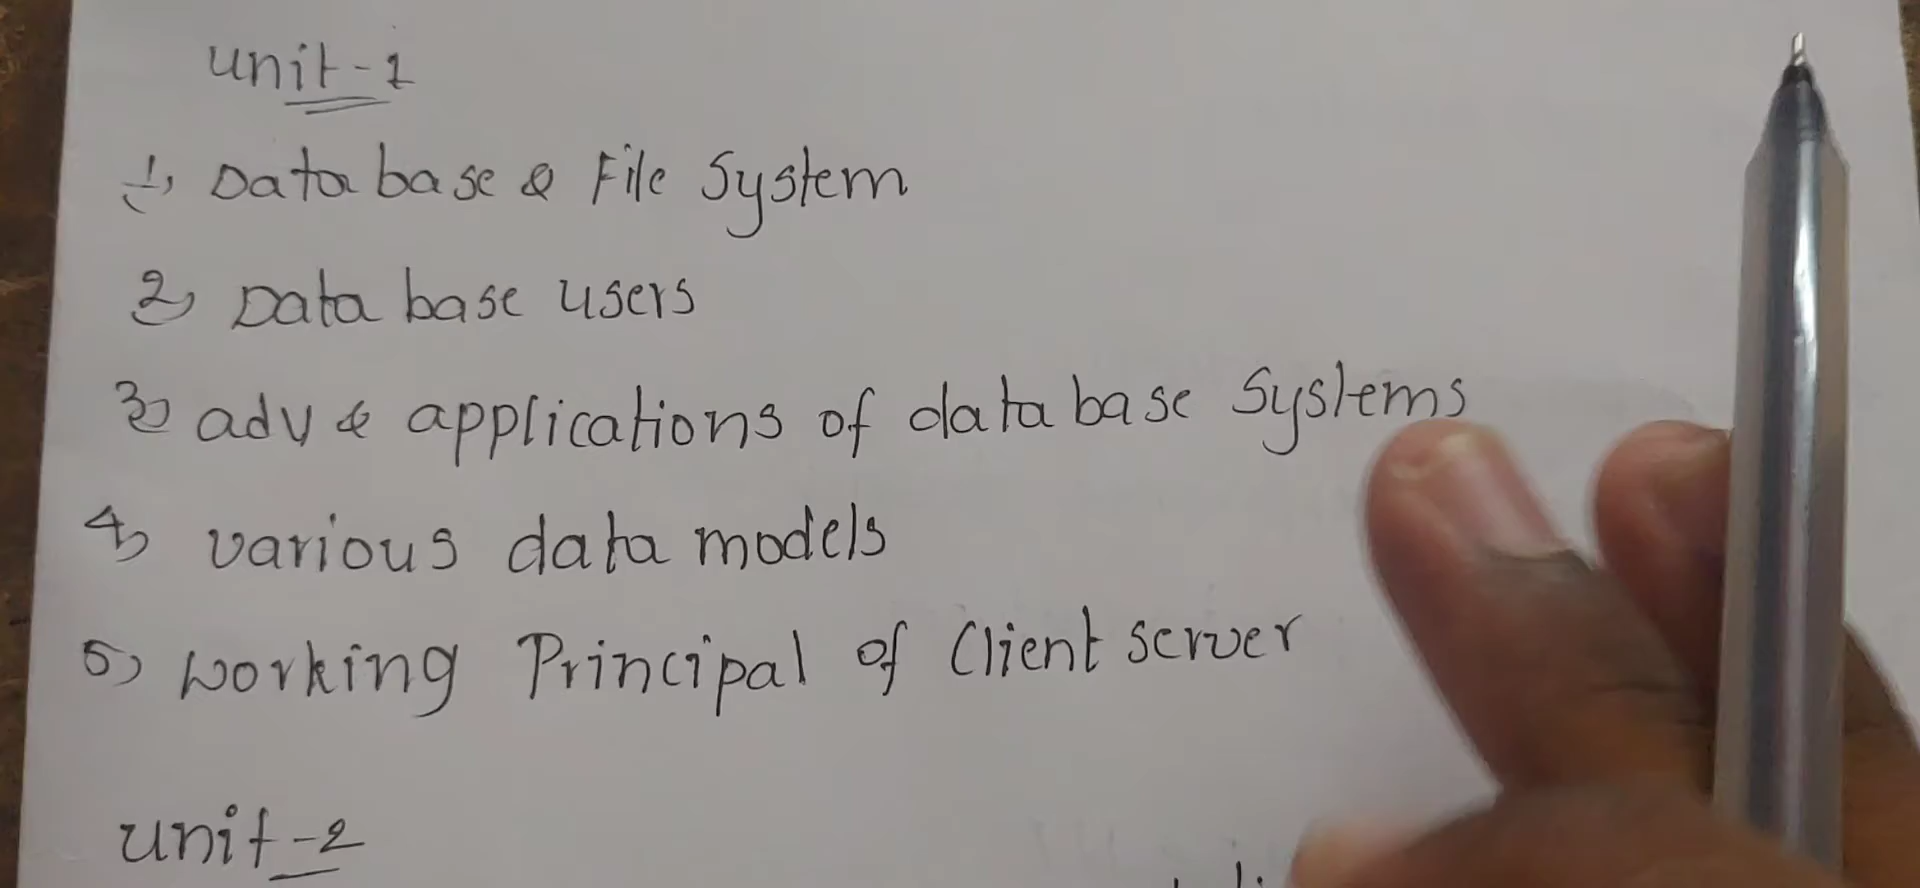 unit-1
1) Data base & File System
2) Data base users
3) adv & applications of data base Systems
4) various data models
5) working Principal of Client server
unit-2